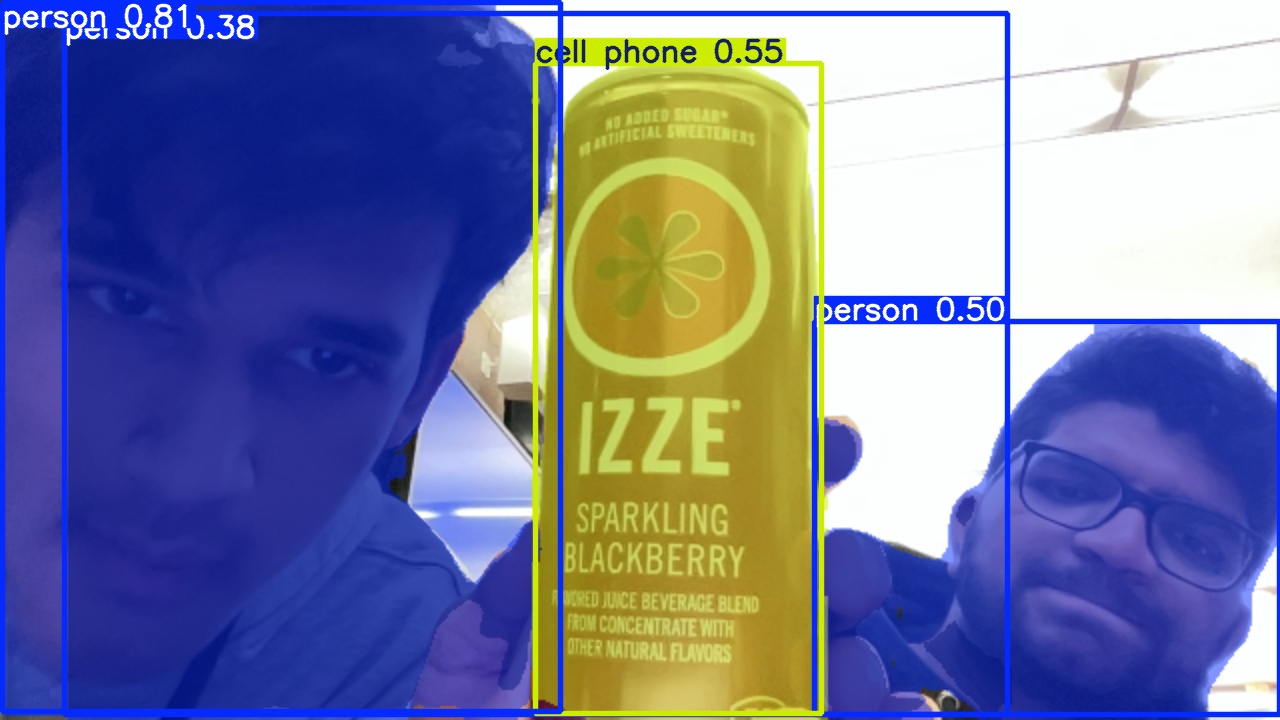 person 0.81
person 0.38
cell phone 0.55
NO ADDED SUGAR*
NO ARTIFICIAL SWEETENERS
IZZE®
SPARKLING
BLACKBERRY
FLAVORED JUICE BEVERAGE BLEND
FROM CONCENTRATE WITH
OTHER NATURAL FLAVORS
person 0.50